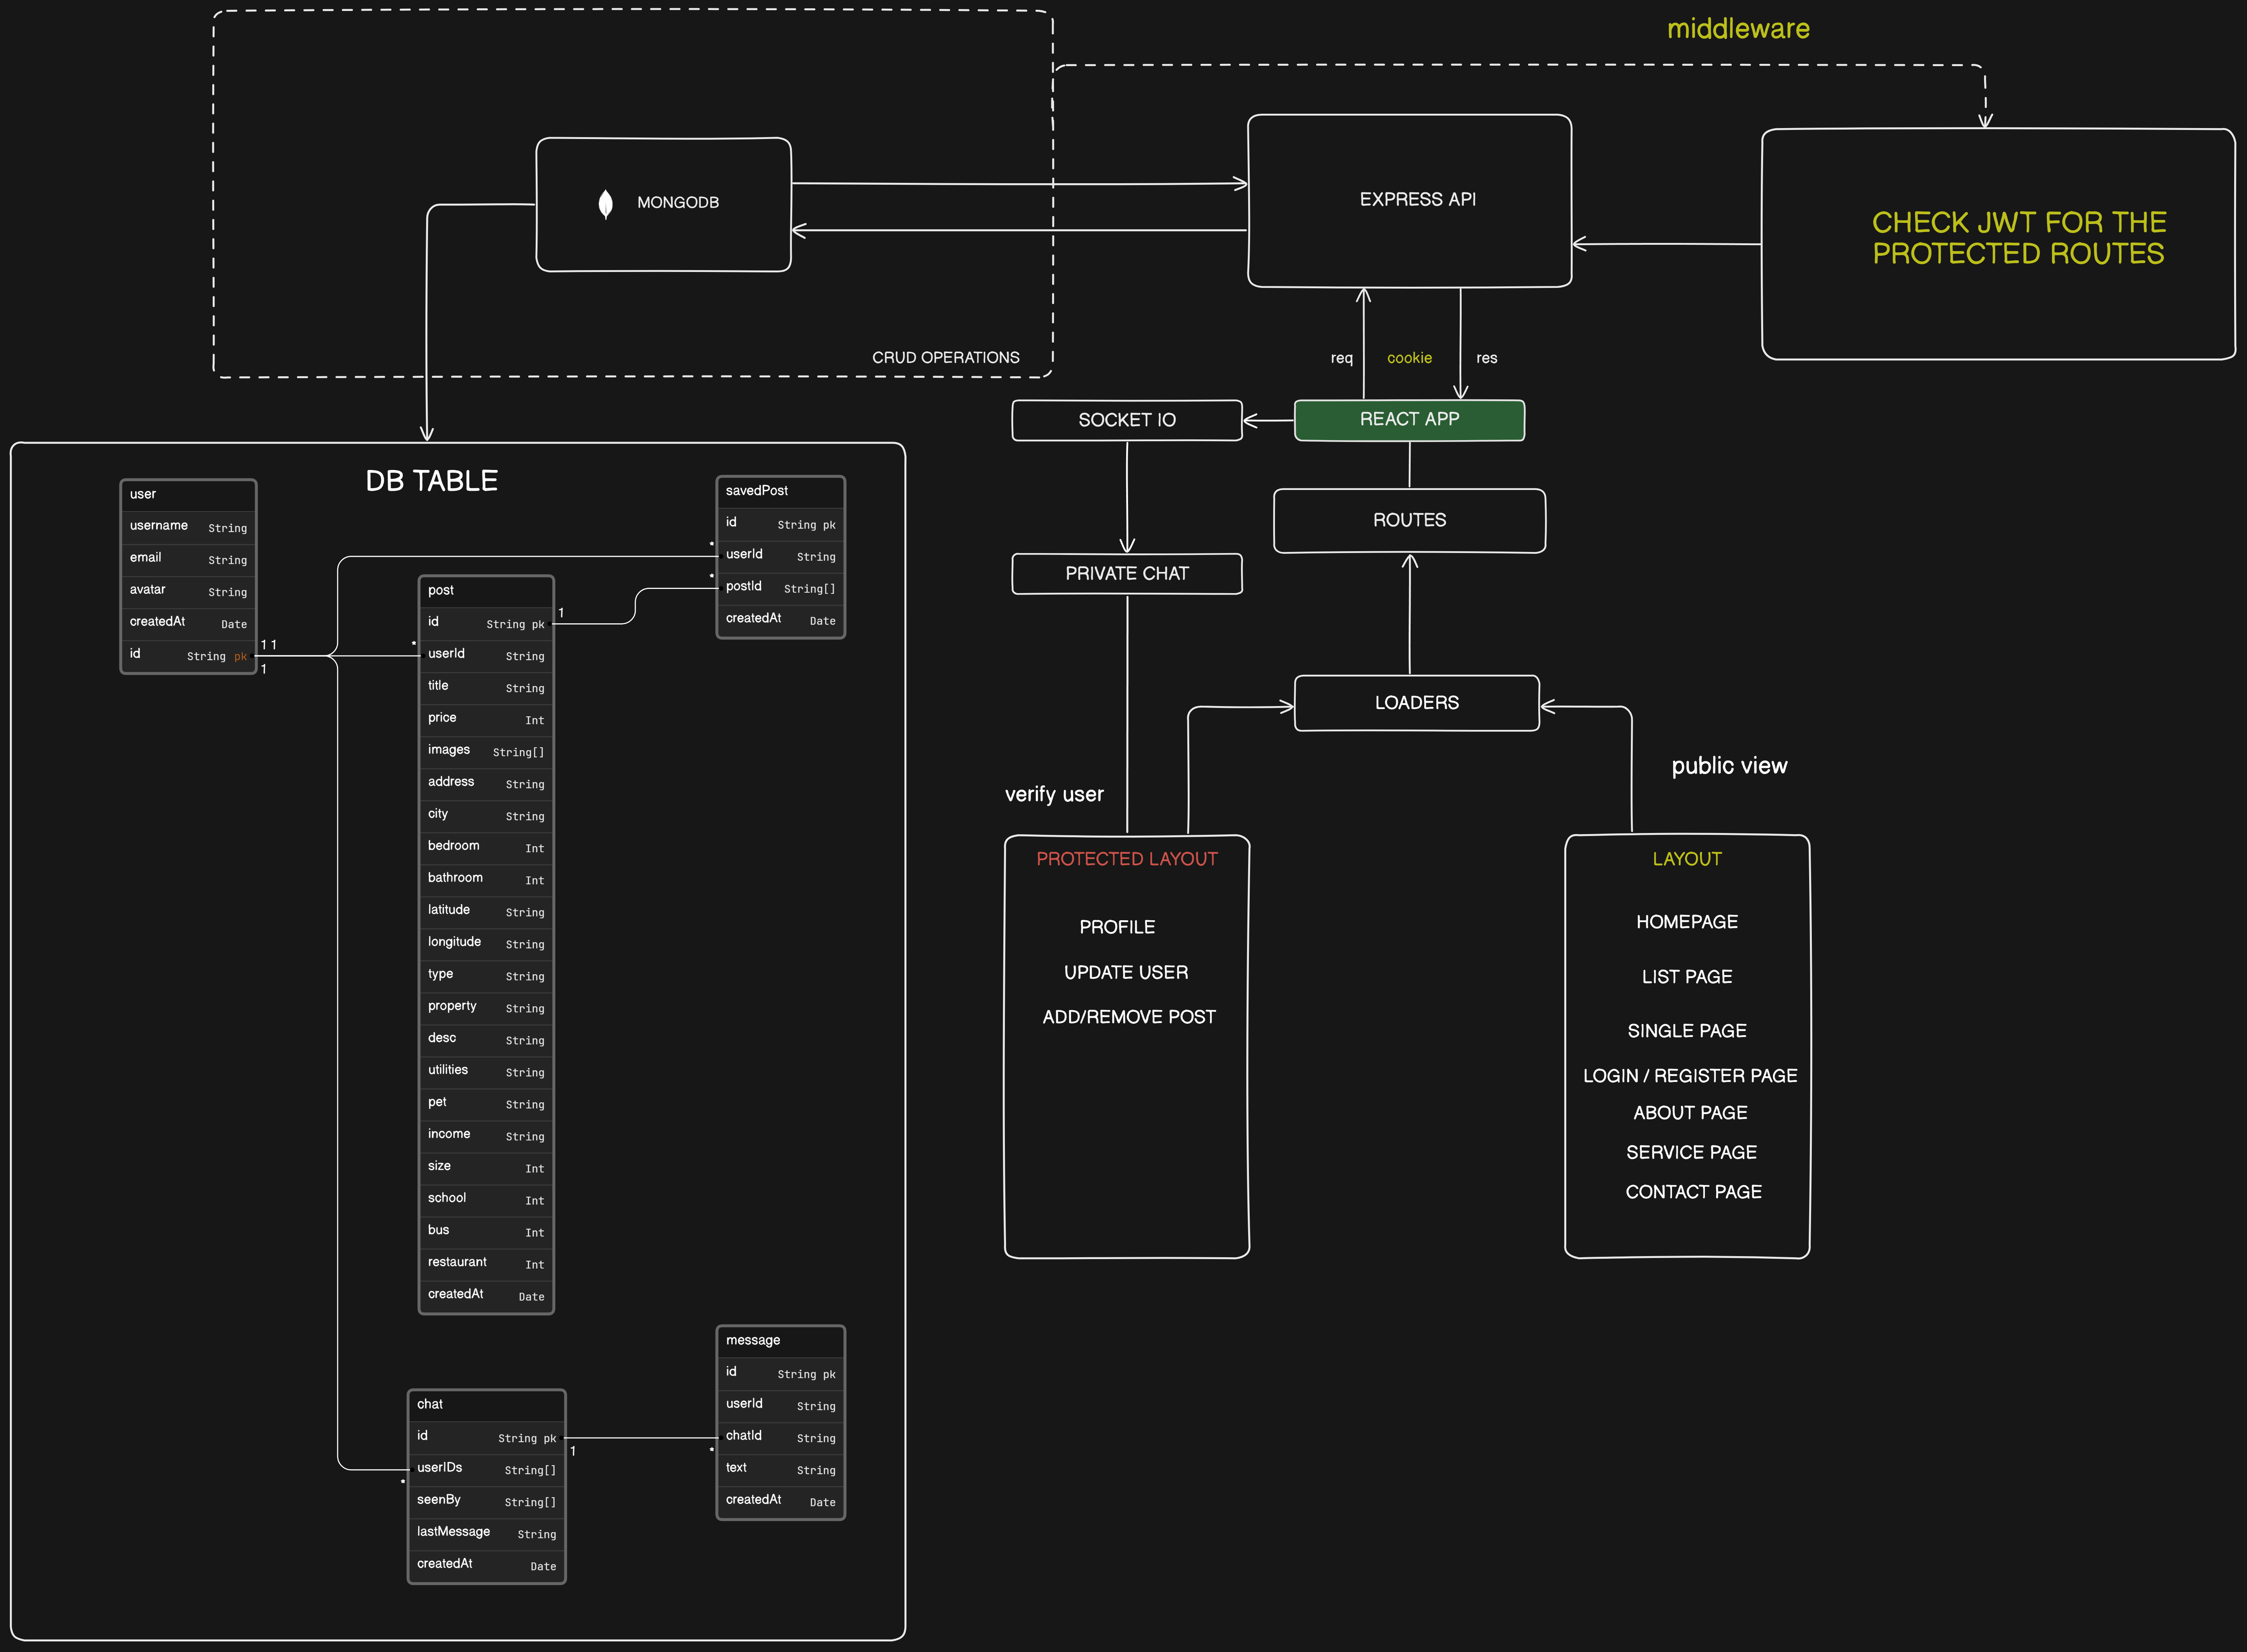 middleware
MONGODB
EXPRESS API
CHECK JWT FOR THE
PROTECTED ROUTES
CRUD OPERATIONS
req
cookie
res
SOCKET IO
REACT APP
ROUTES
PRIVATE CHAT
LOADERS
verify user
public view
PROTECTED LAYOUT
PROFILE
UPDATE USER
ADD/REMOVE POST
LAYOUT
HOMEPAGE
LIST PAGE
SINGLE PAGE
LOGIN / REGISTER PAGE
ABOUT PAGE
SERVICE PAGE
CONTACT PAGE
DB TABLE
user
username String
email String
avatar String
createdAt Date
id String pk
1 1
1
savedPost
id String pk
* userId String
* postId String[]
createdAt Date
post
id String pk 1
* userId String
title String
price Int
images String[]
address String
city String
bedroom Int
bathroom Int
latitude String
longitude String
type String
property String
desc String
utilities String
pet String
income String
size Int
school Int
bus Int
restaurant Int
createdAt Date
chat
id String pk
1
userIDs String[]
*
seenBy String[]
lastMessage String
createdAt Date
message
id String pk
userId String
chatId String
*
text String
createdAt Date